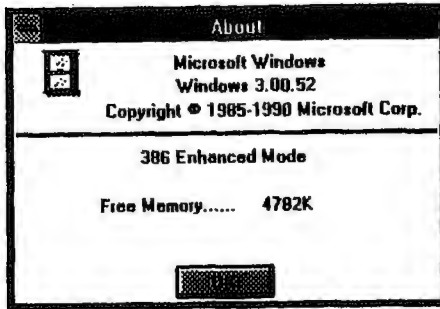 About
Microsoft Windows
Windows 3.00.52
Copyright © 1985-1990 Microsoft Corp.
386 Enhanced Mode
Free Memory...... 4782K